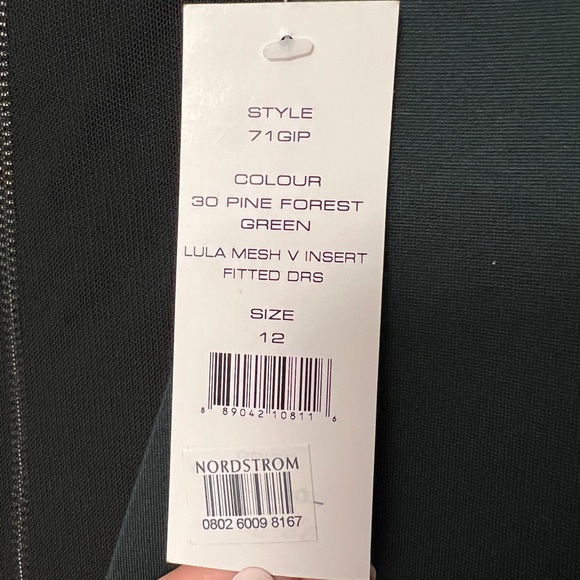 STYLE
71GIP
COLOUR
30 PINE FOREST
GREEN
LULA MESH V INSERT
FITTED DRS
SIZE
12
8 89042 10811 6
NORDSTROM
0802 6009 8167